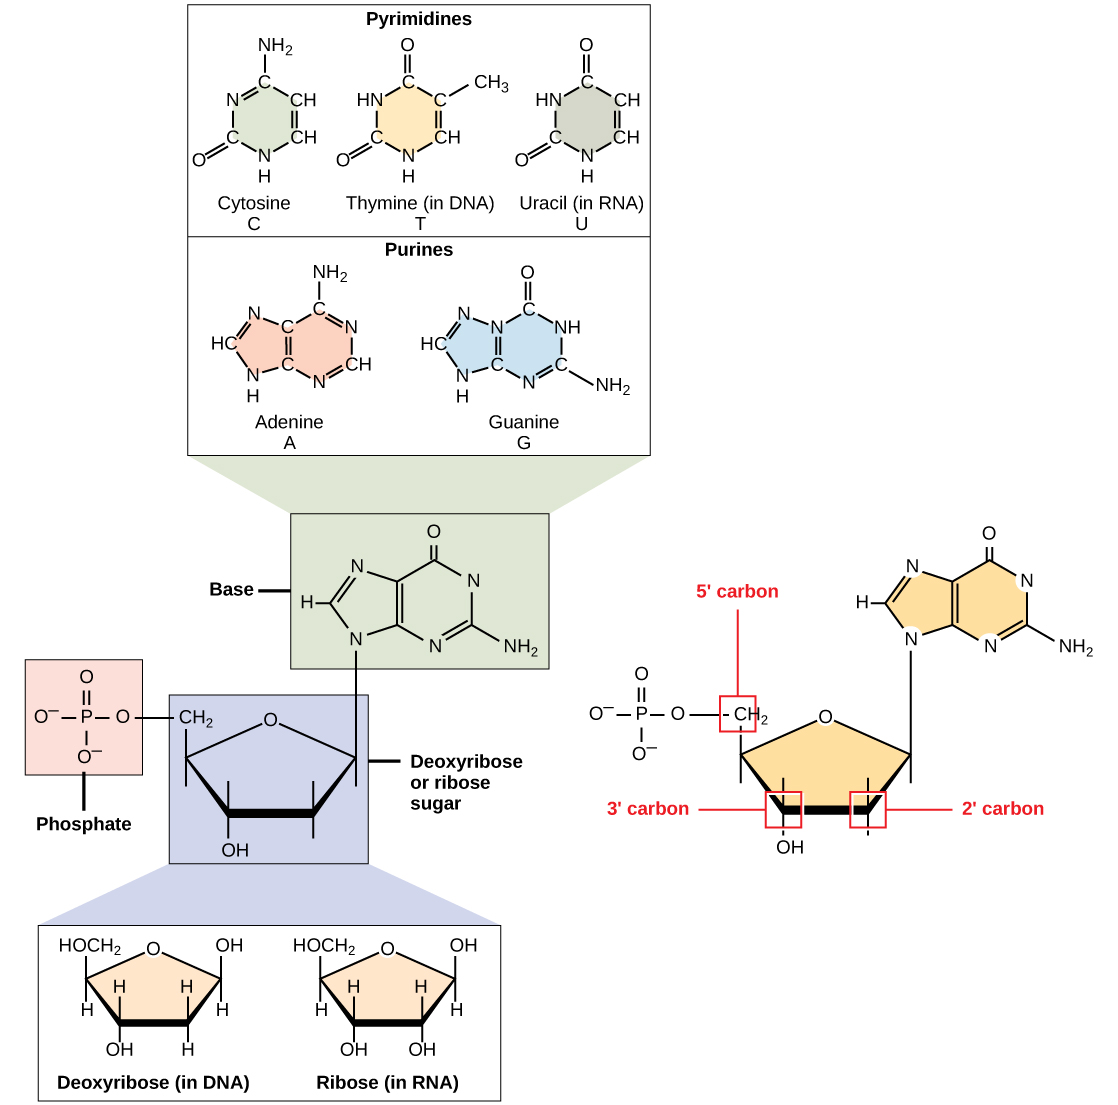 Pyrimidines
NH2 O O
C C CH3 C
N CH HN C HN CH
C CH C CH C CH
O N O N O N
H H H
Cytosine Thymine (in DNA) Uracil (in RNA)
C T U
Purines
NH2 O
N C N C
C N N NH
HC HC
C CH C C
N N N N NH2
H H
Adenine Guanine
A G
O
N N
Base H
N N NH2
O
O– P O CH2 O
O–
Phosphate
Deoxyribose
or ribose
sugar
OH
O
N N
5' carbon H
N N NH2
O
O– P O CH2 O
O–
3' carbon 2' carbon
OH
HOCH2 O OH HOCH2 O OH
H H H H
H H H H
OH H OH OH
Deoxyribose (in DNA) Ribose (in RNA)